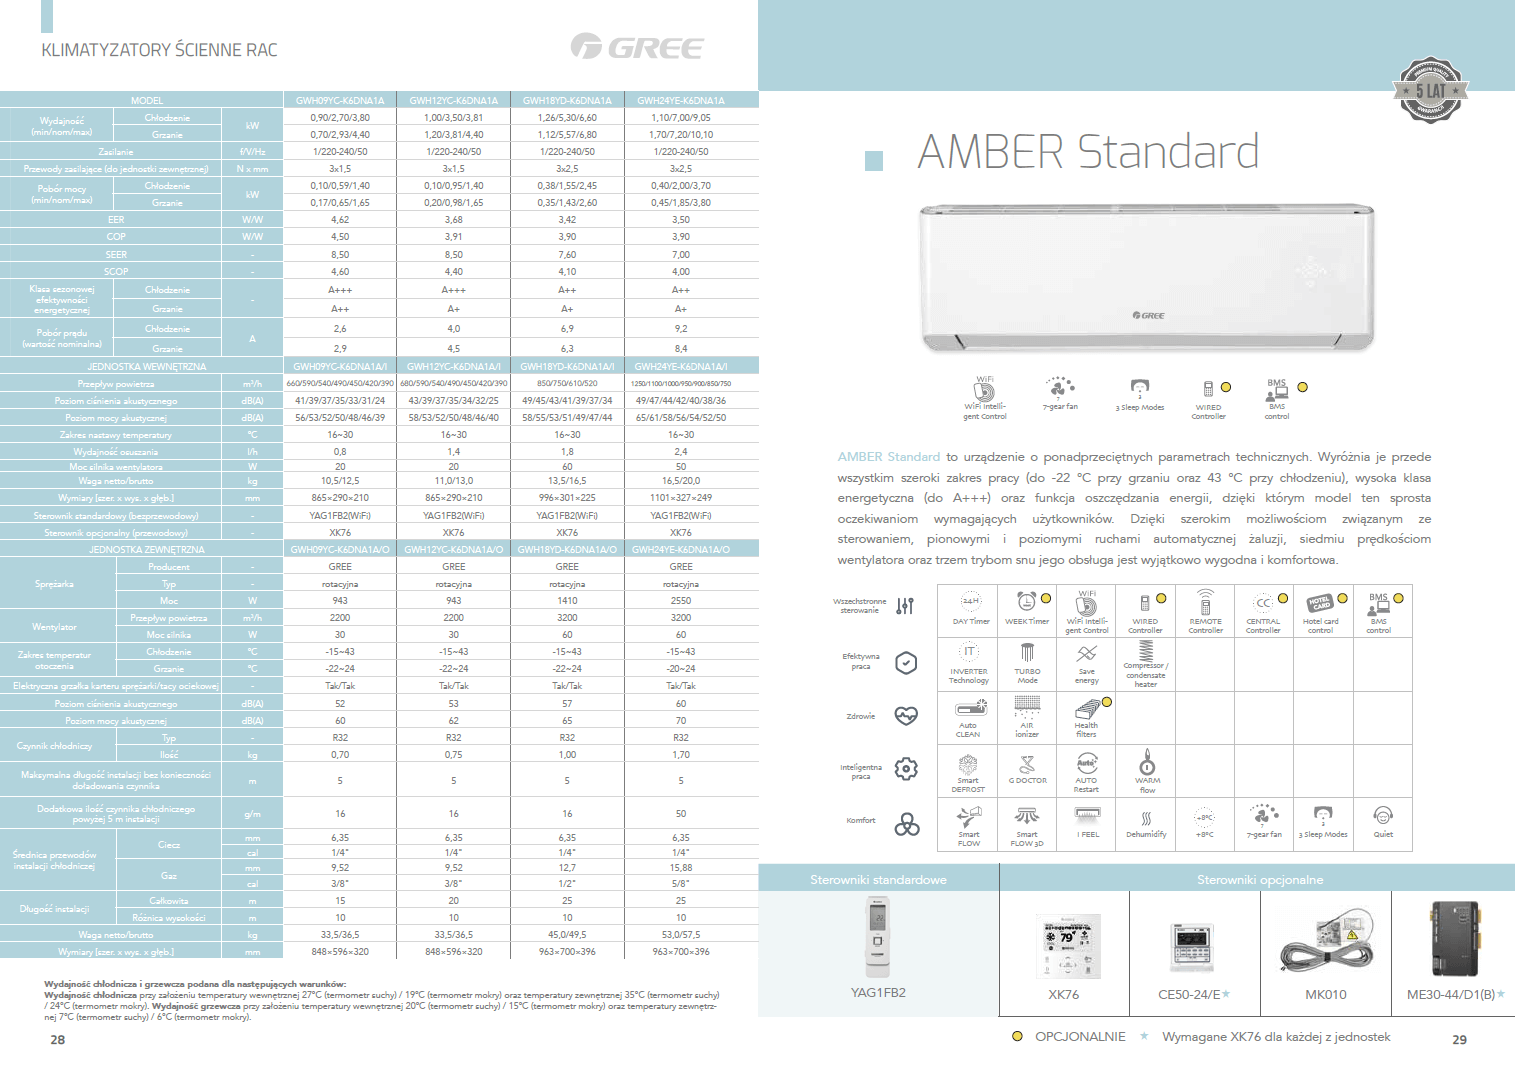 KLIMATYZATORY ŚCIENNE RAC
GREE
MODEL GWH09YC-K6DNA1A GWH12YC-K6DNA1A GWH18YD-K6DNA1A GWH24YE-K6DNA1A
Wydajność (min/nom/max) Chłodzenie kW 0,90/2,70/3,80 1,00/3,50/3,81 1,26/5,30/6,60 1,10/7,00/9,05
Grzanie 0,70/2,93/4,40 1,20/3,81/4,40 1,12/5,57/6,80 1,70/7,20/10,10
Zasilanie f/V/Hz 1/220-240/50 1/220-240/50 1/220-240/50 1/220-240/50
Przewody zasilające (do jednostki zewnętrznej) N x mm 3x1,5 3x1,5 3x2,5 3x2,5
Pobór mocy (min/nom/max) Chłodzenie kW 0,10/0,59/1,40 0,10/0,95/1,40 0,38/1,55/2,45 0,40/2,00/3,70
Grzanie 0,17/0,65/1,65 0,20/0,98/1,65 0,35/1,43/2,60 0,45/1,85/3,80
EER W/W 4,62 3,68 3,42 3,50
COP W/W 4,50 3,91 3,90 3,90
SEER - 8,50 8,50 7,60 7,00
SCOP - 4,60 4,40 4,10 4,00
Klasa sezonowej efektywności energetycznej Chłodzenie - A+++ A+++ A++ A++
Grzanie A++ A+ A+ A+
Pobór prądu (wartość nominalna) Chłodzenie A 2,6 4,0 6,9 9,2
Grzanie 2,9 4,5 6,3 8,4
JEDNOSTKA WEWNĘTRZNA GWH09YC-K6DNA1A/I GWH12YC-K6DNA1A/I GWH18YD-K6DNA1A/I GWH24YE-K6DNA1A/I
Przepływ powietrza m³/h 660/590/540/490/450/420/390 680/590/540/490/450/420/390 850/750/610/520 1250/1100/1000/950/900/850/750
Poziom ciśnienia akustycznego dB(A) 41/39/37/35/33/31/24 43/39/37/35/34/32/25 49/45/43/41/39/37/34 49/47/44/42/40/38/36
Poziom mocy akustycznej dB(A) 56/53/52/50/48/46/39 58/53/52/50/48/46/40 58/55/53/51/49/47/44 65/61/58/56/54/52/50
Zakres nastawy temperatury °C 16~30 16~30 16~30 16~30
Wydajność osuszania l/h 0,8 1,4 1,8 2,4
Moc silnika wentylatora W 20 20 60 50
Waga netto/brutto kg 10,5/12,5 11,0/13,0 13,5/16,5 16,5/20,0
Wymiary [szer. x wys. x głęb.] mm 865×290×210 865×290×210 996×301×225 1101×327×249
Sterownik standardowy (bezprzewodowy) - YAG1FB2(WiFi) YAG1FB2(WiFi) YAG1FB2(WiFi) YAG1FB2(WiFi)
Sterownik opcjonalny (przewodowy) - XK76 XK76 XK76 XK76
JEDNOSTKA ZEWNĘTRZNA GWH09YC-K6DNA1A/O GWH12YC-K6DNA1A/O GWH18YD-K6DNA1A/O GWH24YE-K6DNA1A/O
Sprężarka Producent - GREE GREE GREE GREE
Typ - rotacyjna rotacyjna rotacyjna rotacyjna
Moc W 943 943 1410 2550
Wentylator Przepływ powietrza m³/h 2200 2200 3200 3200
Moc silnika W 30 30 60 60
Zakres temperatur otoczenia Chłodzenie °C -15~43 -15~43 -15~43 -15~43
Grzanie °C -22~24 -22~24 -22~24 -20~24
Elektryczna grzałka karteru sprężarki/tacy ociekowej - Tak/Tak Tak/Tak Tak/Tak Tak/Tak
Poziom ciśnienia akustycznego dB(A) 52 53 57 60
Poziom mocy akustycznej dB(A) 60 62 65 70
Czynnik chłodniczy Typ - R32 R32 R32 R32
Ilość kg 0,70 0,75 1,00 1,70
Maksymalna długość instalacji bez konieczności doładowania czynnika m 5 5 5 5
Dodatkowa ilość czynnika chłodniczego powyżej 5 m instalacji g/m 16 16 16 50
Średnica przewodów instalacji chłodniczej Ciecz mm 6,35 6,35 6,35 6,35
cal 1/4" 1/4" 1/4" 1/4"
Gaz mm 9,52 9,52 12,7 15,88
cal 3/8" 3/8" 1/2" 5/8"
Długość instalacji Całkowita m 15 20 25 25
Różnica wysokości m 10 10 10 10
Waga netto/brutto kg 33,5/36,5 33,5/36,5 45,0/49,5 53,0/57,5
Wymiary [szer. x wys. x głęb.] mm 848×596×320 848×596×320 963×700×396 963×700×396
Wydajność chłodnicza i grzewcza podana dla następujących warunków:
Wydajność chłodnicza przy założeniu temperatury wewnętrznej 27°C (termometr suchy) / 19°C (termometr mokry) oraz temperatury zewnętrznej 35°C (termometr suchy)
/ 24°C (termometr mokry). Wydajność grzewcza przy założeniu temperatury wewnętrznej 20°C (termometr suchy) / 15°C (termometr mokry) oraz temperatury zewnętrz-
nej 7°C (termometr suchy) / 6°C (termometr mokry).
28
PREMIUM QUALITY
5 LAT
GWARANCJA
AMBER Standard
GREE
WiFi BMS
WiFi Intelli-gent Control 7-gear fan 3 Sleep Modes WIRED Controller BMS control
AMBER Standard to urządzenie o ponadprzeciętnych parametrach technicznych. Wyróżnia je przede
wszystkim szeroki zakres pracy (do -22 °C przy grzaniu oraz 43 °C przy chłodzeniu), wysoka klasa
energetyczna (do A+++) oraz funkcja oszczędzania energii, dzięki którym model ten sprosta
oczekiwaniom wymagających użytkowników. Dzięki szerokim możliwościom związanym ze
sterowaniem, pionowymi i poziomymi ruchami automatycznej żaluzji, siedmiu prędkościom
wentylatora oraz trzem trybom snu jego obsługa jest wyjątkowo wygodna i komfortowa.
Wszechstronne sterowanie
24H WiFi CC HOTEL CARD BMS
DAY Timer WEEK Timer WiFi Intelli-gent Control WIRED Controller REMOTE Controller CENTRAL Controller Hotel card control BMS control
Efektywna praca
IT
INVERTER Technology TURBO Mode Save energy Compressor / condensate heater
Zdrowie
Auto CLEAN AIR ionizer Health filters
Inteligentna praca
Auto
Smart DEFROST G DOCTOR AUTO Restart WARM flow
Komfort
+8°C
Smart FLOW Smart FLOW 3D I FEEL Dehumidify +8°C 7-gear fan 3 Sleep Modes Quiet
Sterowniki standardowe Sterowniki opcjonalne
79
YAG1FB2 XK76 CE50-24/E★ MK010 ME30-44/D1(B)★
OPCJONALNIE ★ Wymagane XK76 dla każdej z jednostek
29